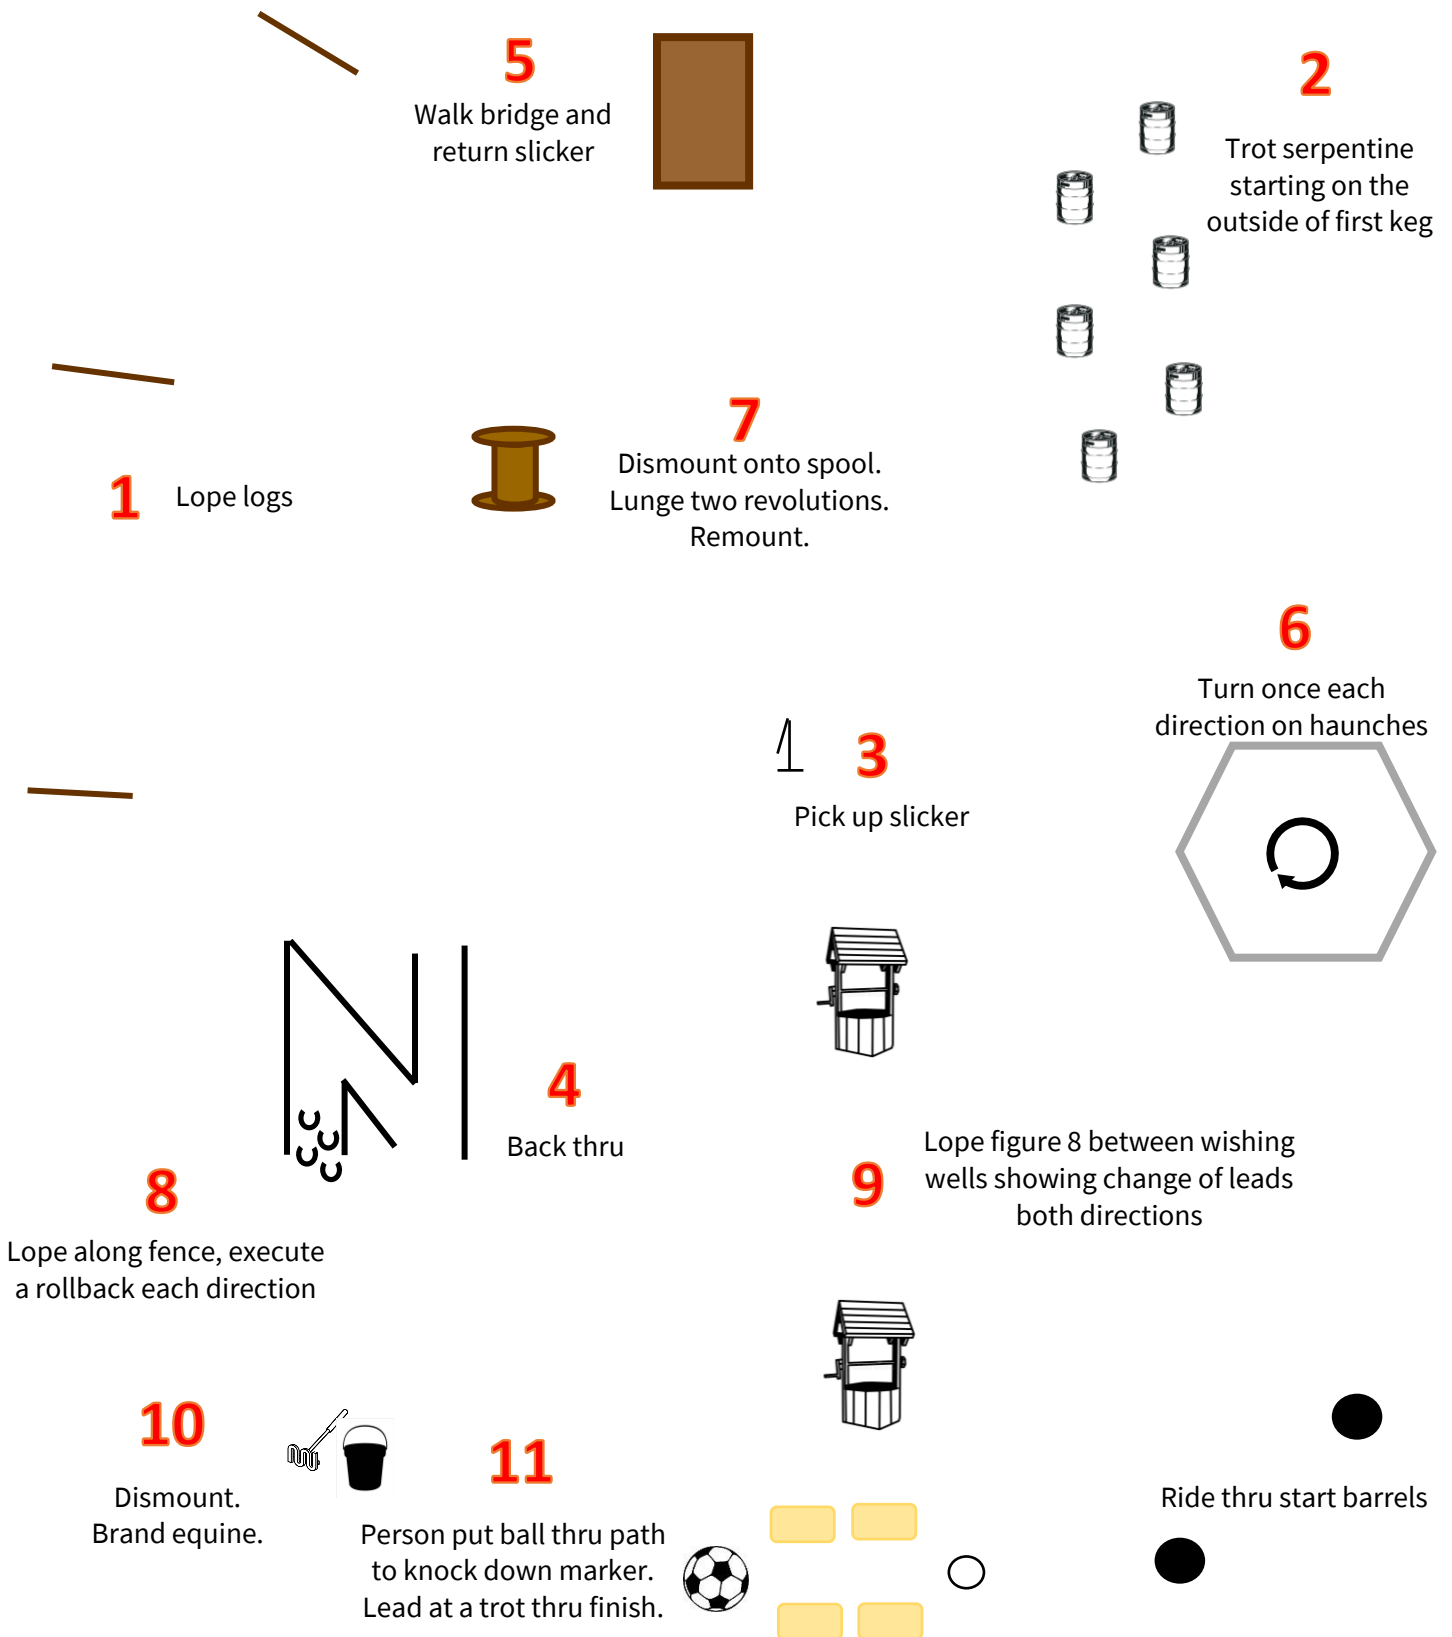 5
Walk bridge and
return slicker
2
Trot serpentine
starting on the
outside of first keg
7
Dismount onto spool.
Lunge two revolutions.
Remount.
1 Lope logs
6
Turn once each
direction on haunches
3
Pick up slicker
4
Back thru
8
Lope along fence, execute
a rollback each direction
9
Lope figure 8 between wishing
wells showing change of leads
both directions
10
Dismount.
Brand equine.
11
Person put ball thru path
to knock down marker.
Lead at a trot thru finish.
Ride thru start barrels